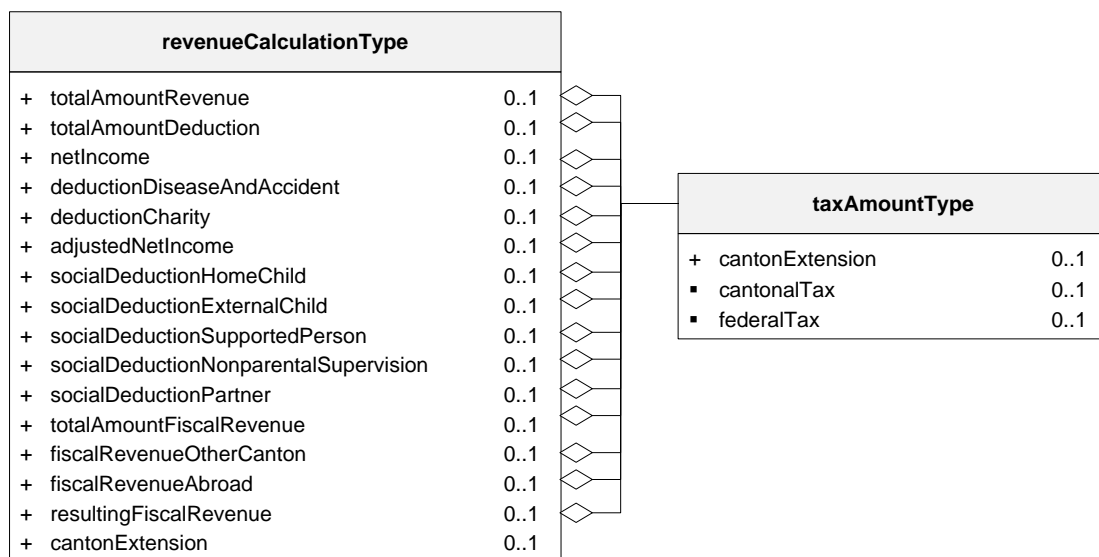 revenueCalculationType
+ totalAmountRevenue 0..1
+ totalAmountDeduction 0..1
+ netIncome 0..1
+ deductionDiseaseAndAccident 0..1
+ deductionCharity 0..1
+ adjustedNetIncome 0..1
+ socialDeductionHomeChild 0..1
+ socialDeductionExternalChild 0..1
+ socialDeductionSupportedPerson 0..1
+ socialDeductionNonparentalSupervision 0..1
+ socialDeductionPartner 0..1
+ totalAmountFiscalRevenue 0..1
+ fiscalRevenueOtherCanton 0..1
+ fiscalRevenueAbroad 0..1
+ resultingFiscalRevenue 0..1
+ cantonExtension 0..1
taxAmountType
+ cantonExtension 0..1
▪ cantonalTax 0..1
▪ federalTax 0..1